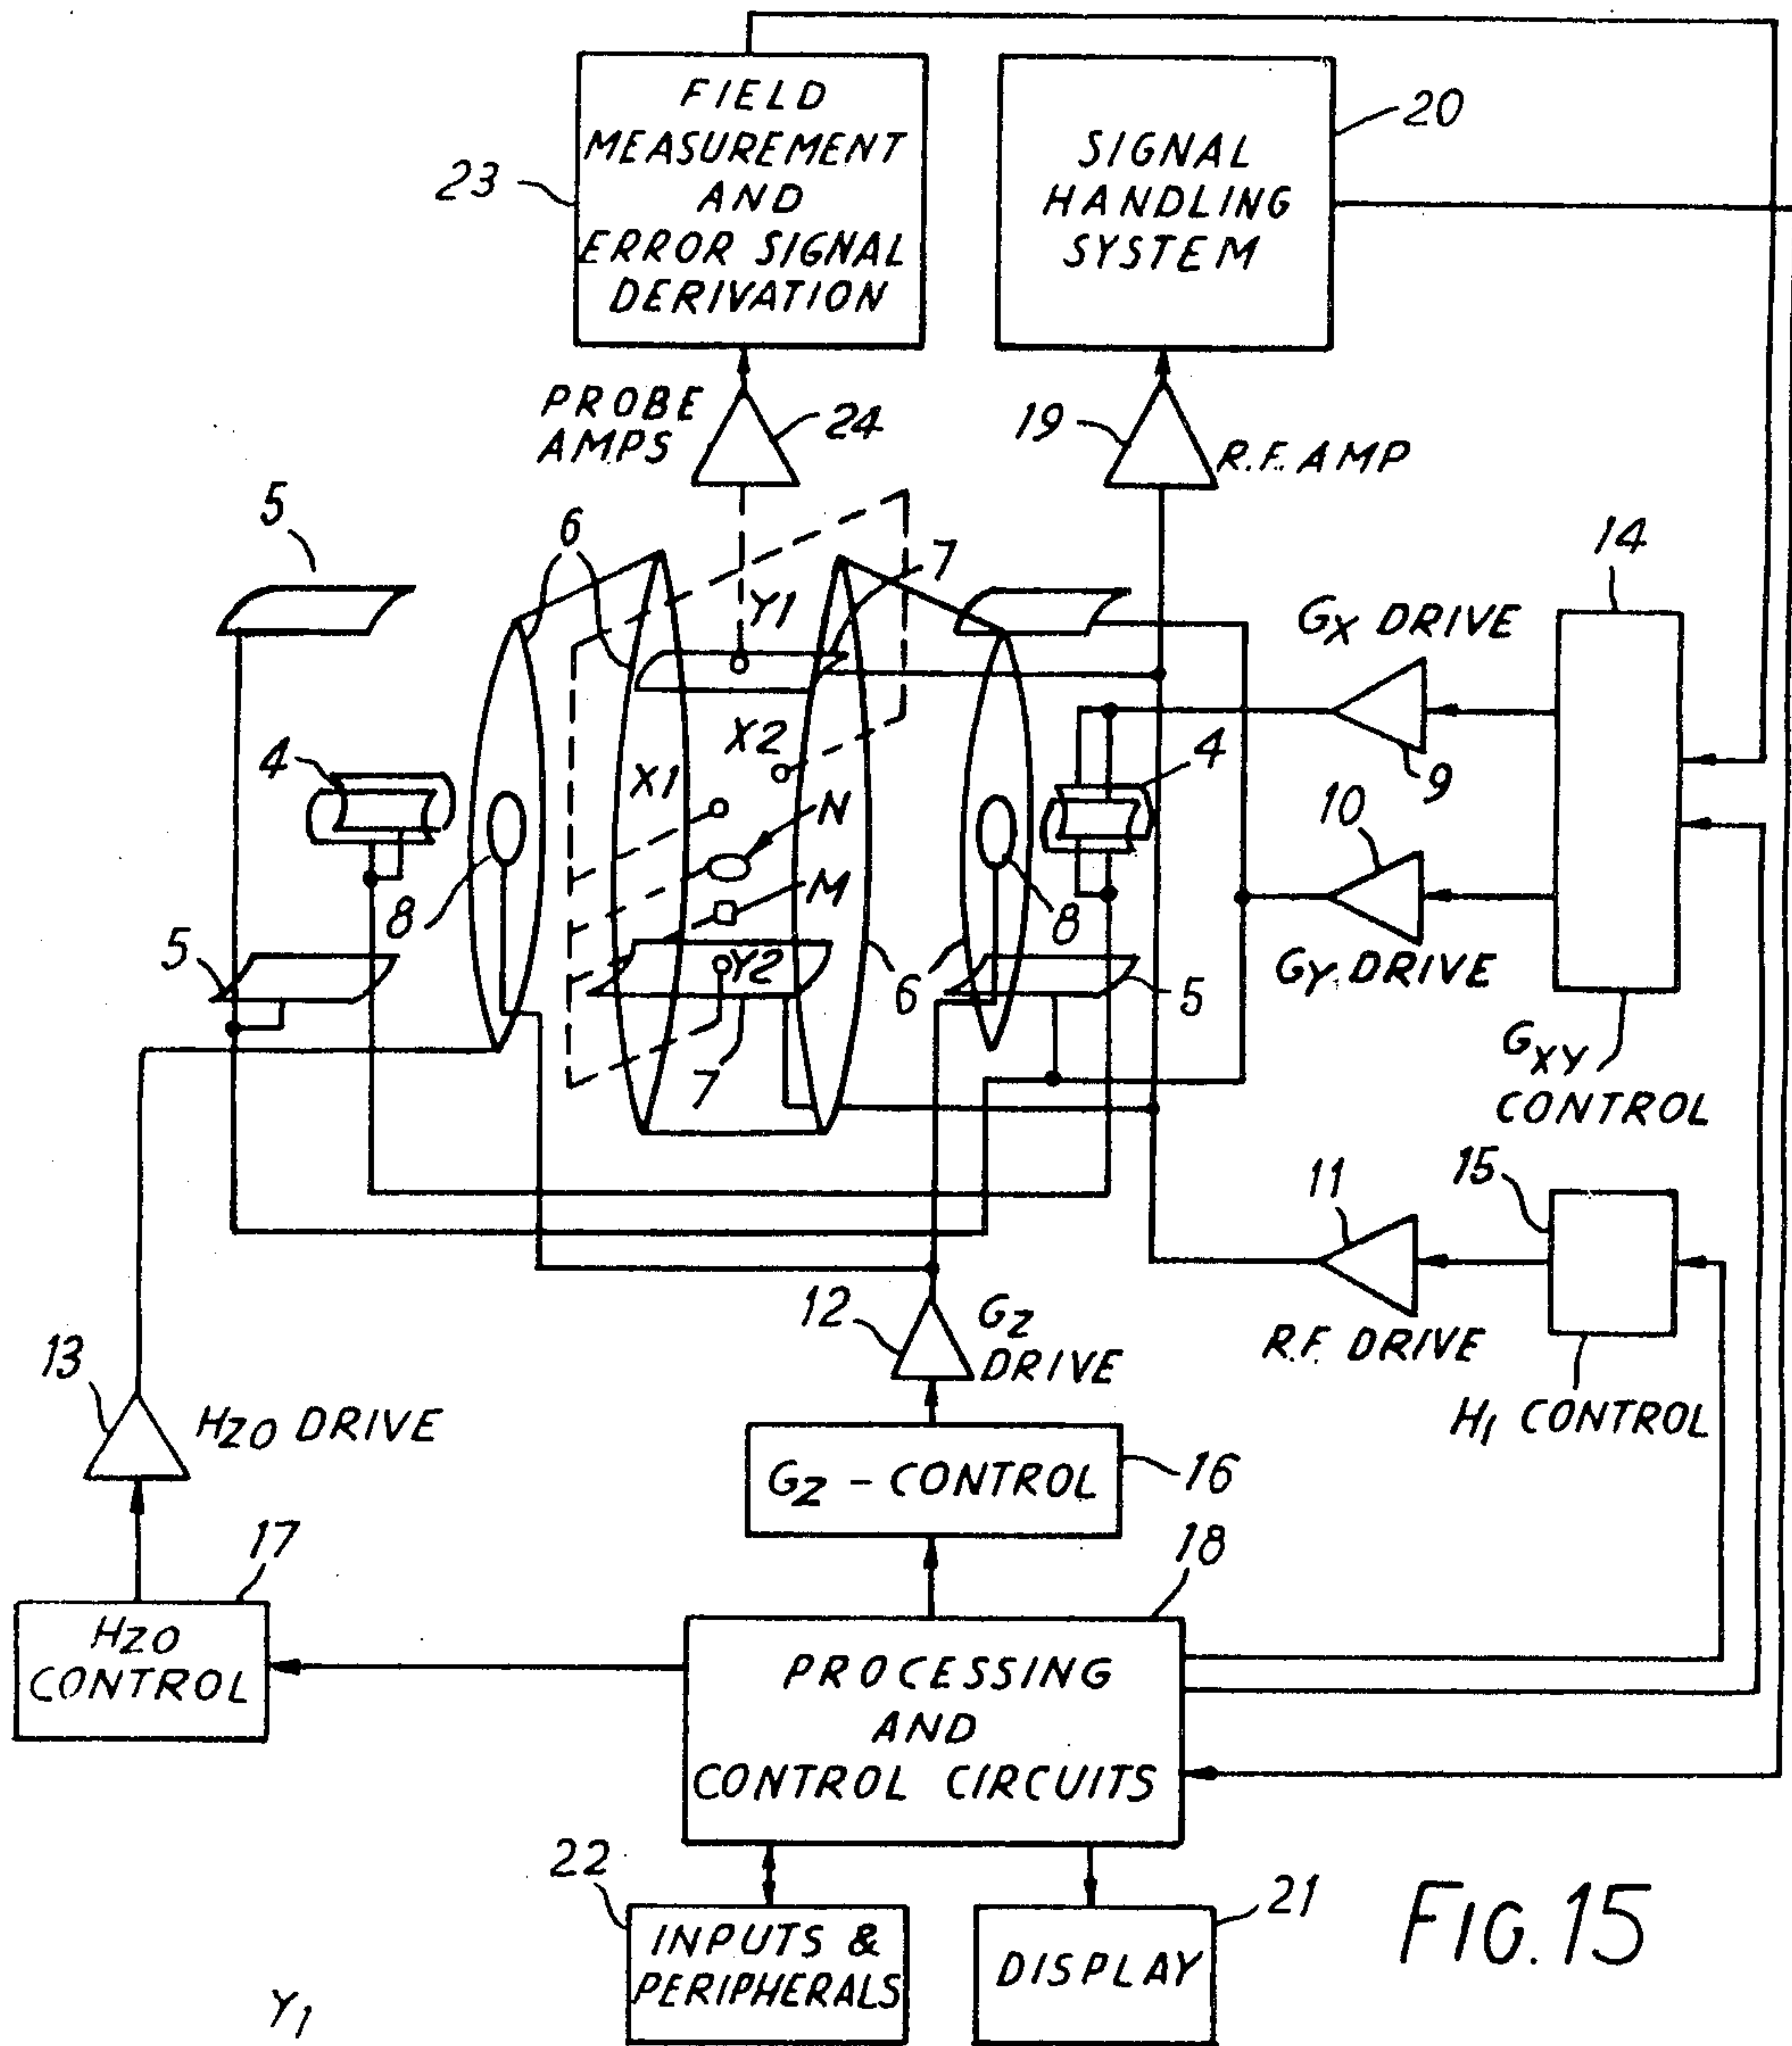 FIELD
MEASUREMENT
AND
ERROR SIGNAL
DERIVATION
23
SIGNAL
HANDLING
SYSTEM
20
PROBE
AMPS
24
19
R.F. AMP
5
6
7
14
Y1
GX DRIVE
X2
4
4
X1
9
N
10
M
8
8
5
Y2
6
5
GY DRIVE
7
GXY
CONTROL
15
11
12
GZ
DRIVE
R.F. DRIVE
13
HZO DRIVE
H1 CONTROL
GZ - CONTROL
16
17
18
HZO
CONTROL
PROCESSING
AND
CONTROL CIRCUITS
22
21
INPUTS &
PERIPHERALS
DISPLAY
FIG. 15
Y1